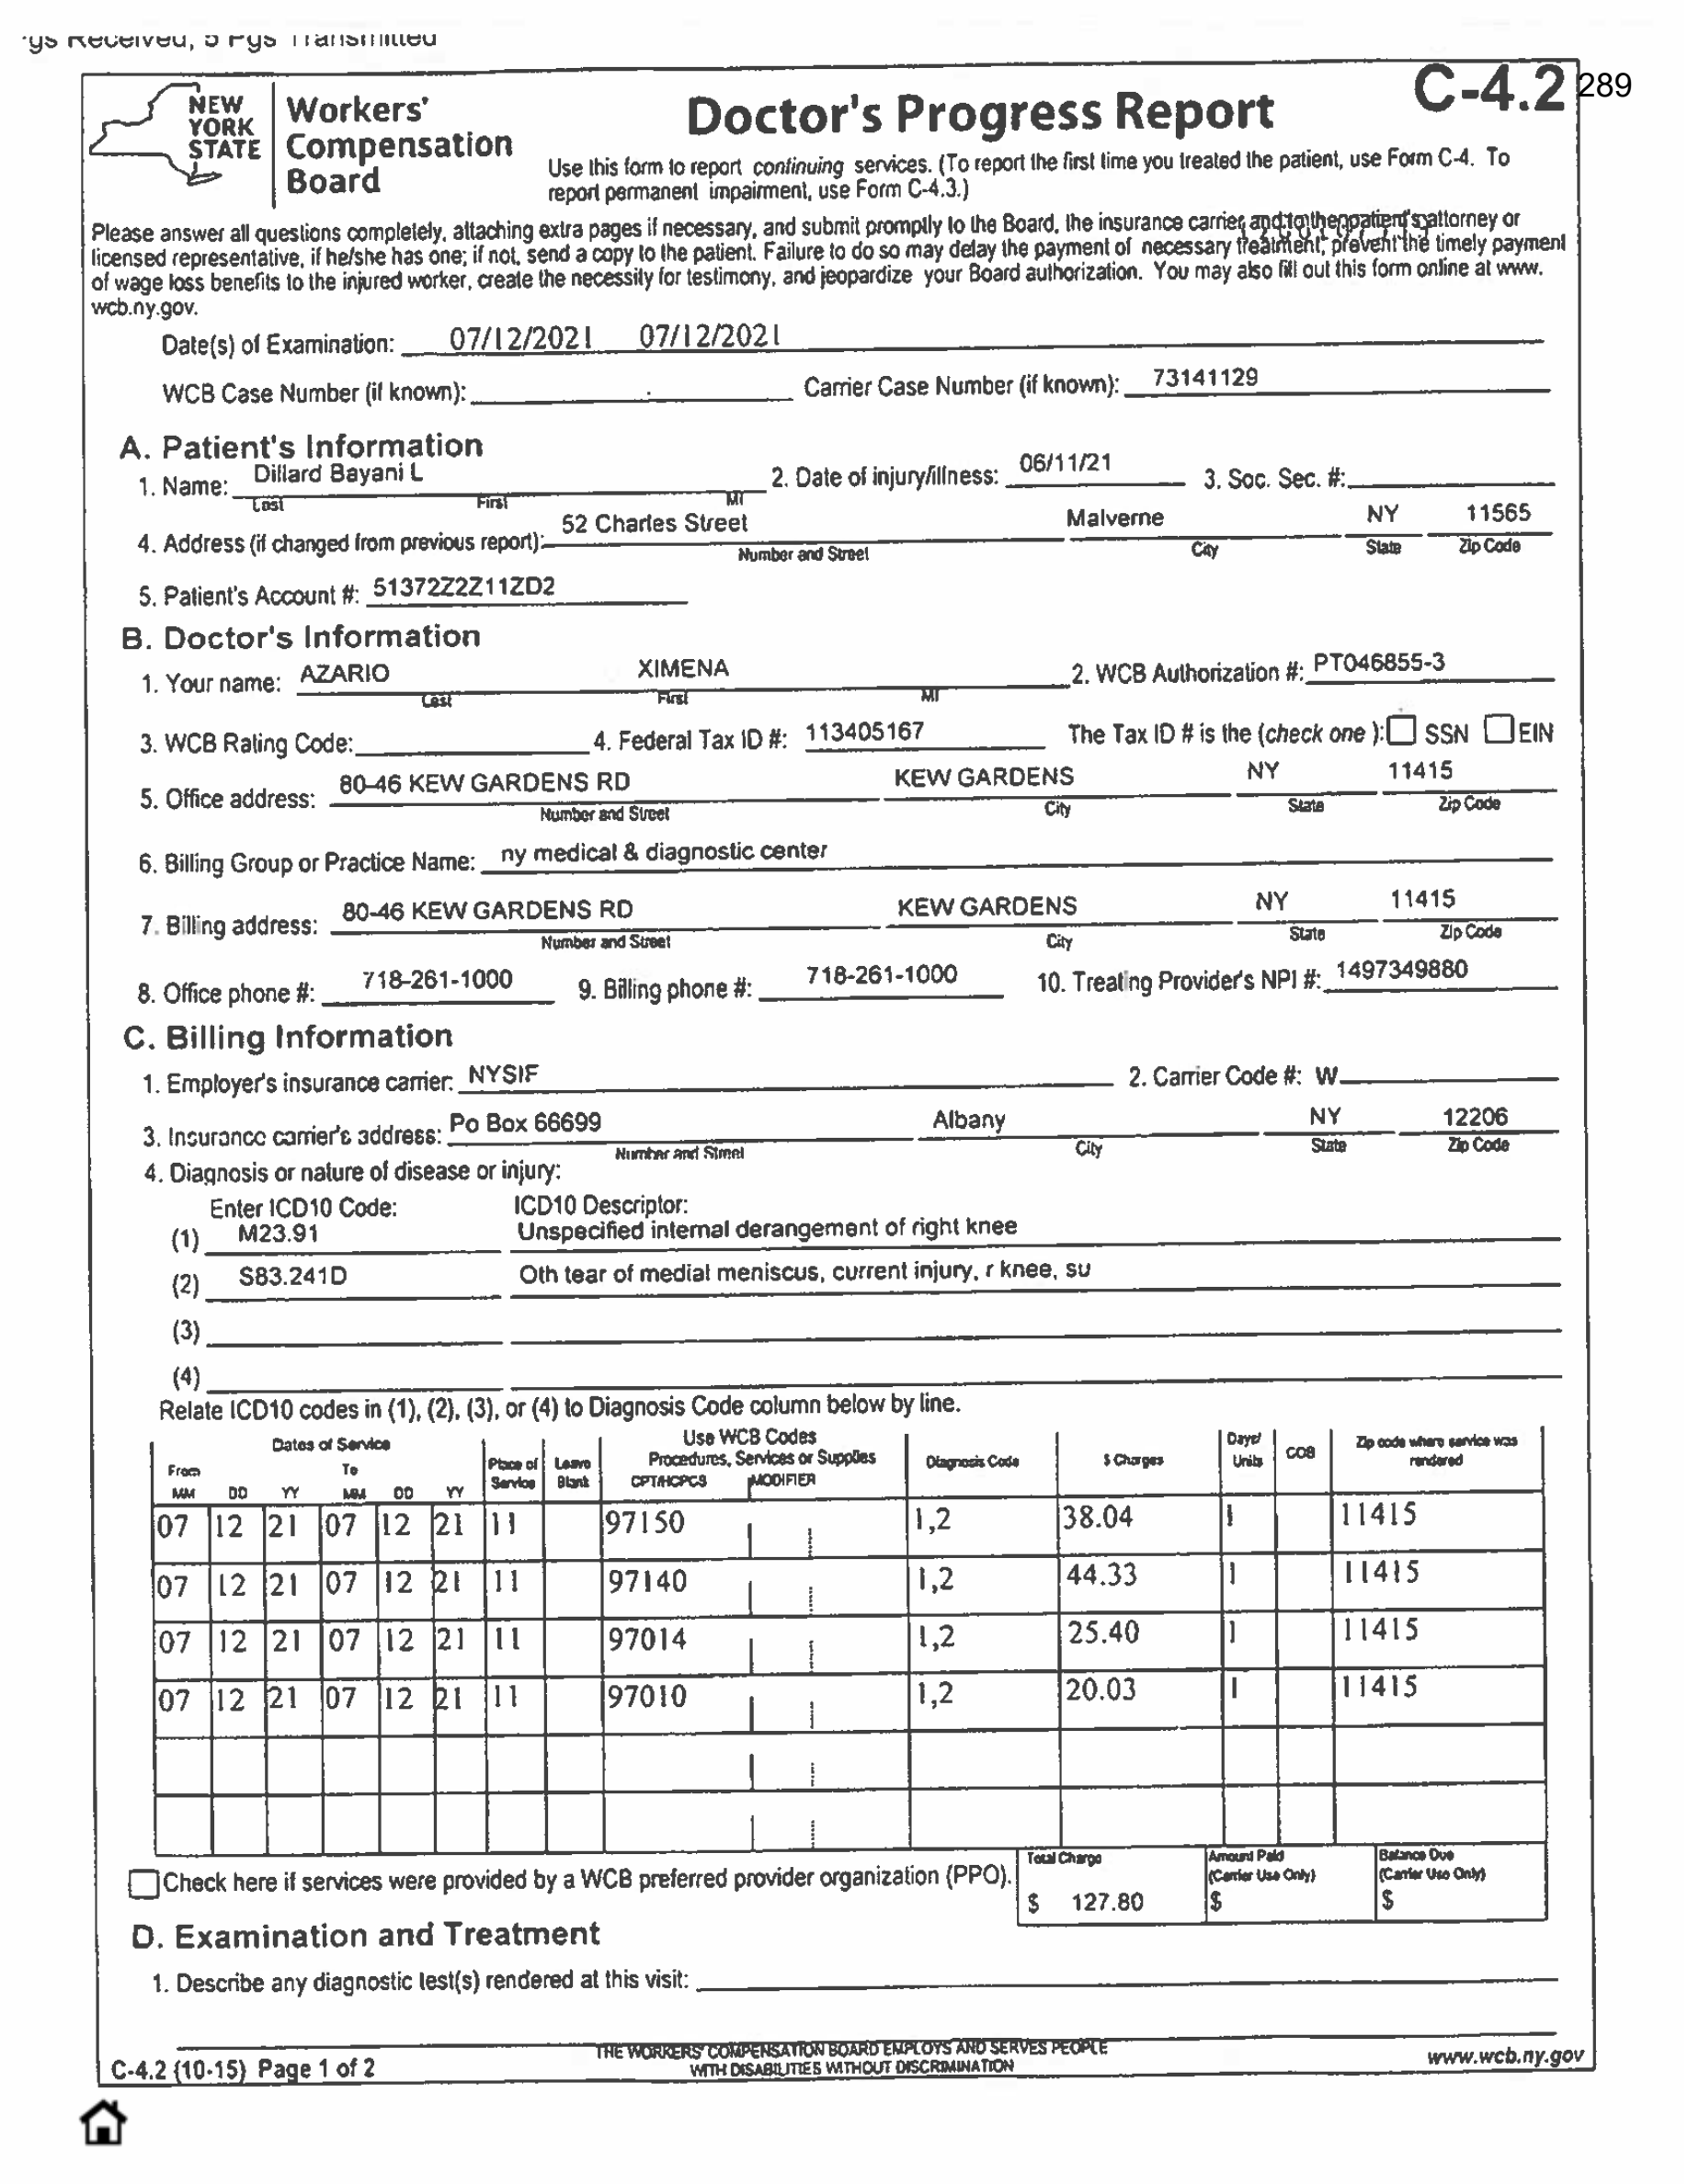 Received, 5 Pgs Transmitted
C-4.2 289
NEW YORK STATE
Workers' Compensation Board
Doctor's Progress Report
Use this form to report continuing services. (To report the first time you treated the patient, use Form C-4. To
report permanent impairment, use Form C-4.3.)
Please answer all questions completely, attaching extra pages if necessary, and submit promptly to the Board, the insurance carrier and to the patient's attorney or
licensed representative, if he/she has one; if not, send a copy to the patient. Failure to do so may delay the payment of necessary treatment, prevent the timely payment
of wage loss benefits to the injured worker, create the necessity for testimony, and jeopardize your Board authorization. You may also fill out this form online at www.
wcb.ny.gov.
Date(s) of Examination: 07/12/2021 07/12/2021
WCB Case Number (if known): Carrier Case Number (if known): 73141129
A. Patient's Information
1. Name: Dillard Bayani L 2. Date of injury/illness: 06/11/21 3. Soc. Sec. #:
Last First MI
4. Address (if changed from previous report): 52 Charles Street Malverne NY 11565
Number and Street City State Zip Code
5. Patient's Account #: 51372Z2Z11ZD2
B. Doctor's Information
1. Your name: AZARIO XIMENA 2. WCB Authorization #: PT046855-3
Last First MI
3. WCB Rating Code: 4. Federal Tax ID #: 113405167 The Tax ID # is the (check one ): SSN EIN
5. Office address: 80-46 KEW GARDENS RD KEW GARDENS NY 11415
Number and Street City State Zip Code
6. Billing Group or Practice Name: ny medical & diagnostic center
7. Billing address: 80-46 KEW GARDENS RD KEW GARDENS NY 11415
Number and Street City State Zip Code
8. Office phone #: 718-261-1000 9. Billing phone #: 718-261-1000 10. Treating Provider's NPI #: 1497349880
C. Billing Information
1. Employer's insurance carrier: NYSIF 2. Carrier Code #: W
3. Insurance carrier's address: Po Box 66699 Albany NY 12206
Number and Street City State Zip Code
4. Diagnosis or nature of disease or injury:
Enter ICD10 Code: ICD10 Descriptor:
(1) M23.91 Unspecified internal derangement of right knee
(2) S83.241D Oth tear of medial meniscus, current injury, r knee, su
(3)
(4)
Relate ICD10 codes in (1), (2), (3), or (4) to Diagnosis Code column below by line.
Dates of Service Use WCB Codes
From To Place of Service Leave Blank Procedures, Services or Supplies Diagnosis Code $ Charges Days/ Units COB Zip code where service was rendered
MM DD YY MM DD YY CPT/HCPCS MODIFIER
07 12 21 07 12 21 11 97150 1,2 38.04 1 11415
07 12 21 07 12 21 11 97140 1,2 44.33 1 11415
07 12 21 07 12 21 11 97014 1,2 25.40 1 11415
07 12 21 07 12 21 11 97010 1,2 20.03 1 11415
Check here if services were provided by a WCB preferred provider organization (PPO).
Total Charge Amount Paid (Carrier Use Only) Balance Due (Carrier Use Only)
$ 127.80 $ $
D. Examination and Treatment
1. Describe any diagnostic test(s) rendered at this visit:
THE WORKERS' COMPENSATION BOARD EMPLOYS AND SERVES PEOPLE
WITH DISABILITIES WITHOUT DISCRIMINATION
C-4.2 (10-15) Page 1 of 2 www.wcb.ny.gov